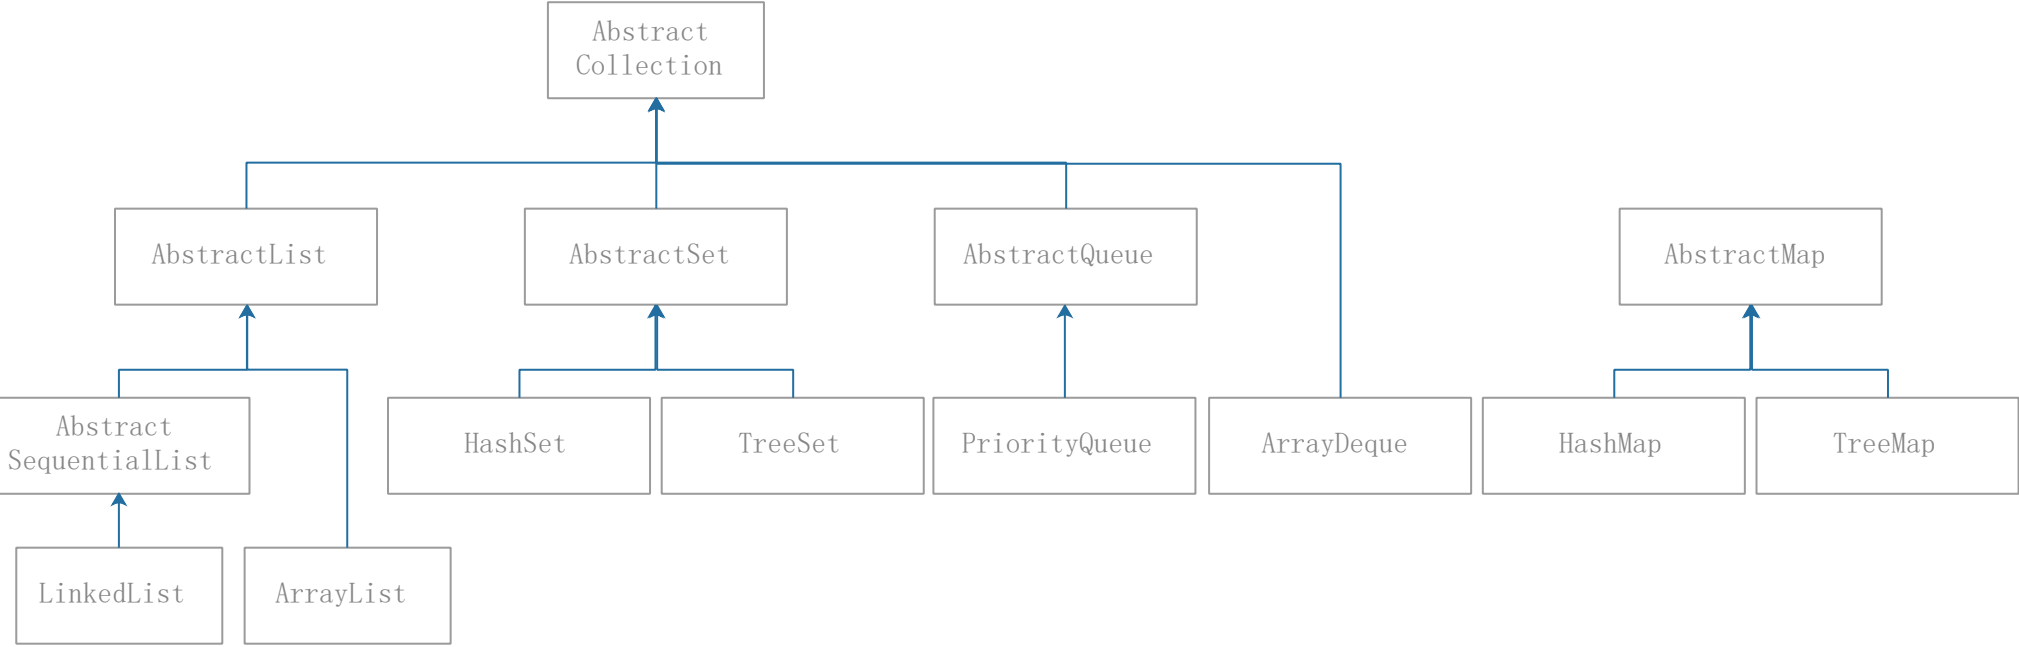 Abstract
Collection
AbstractList
AbstractSet
AbstractQueue
AbstractMap
Abstract
SequentialList
HashSet
TreeSet
PriorityQueue
ArrayDeque
HashMap
TreeMap
LinkedList
ArrayList